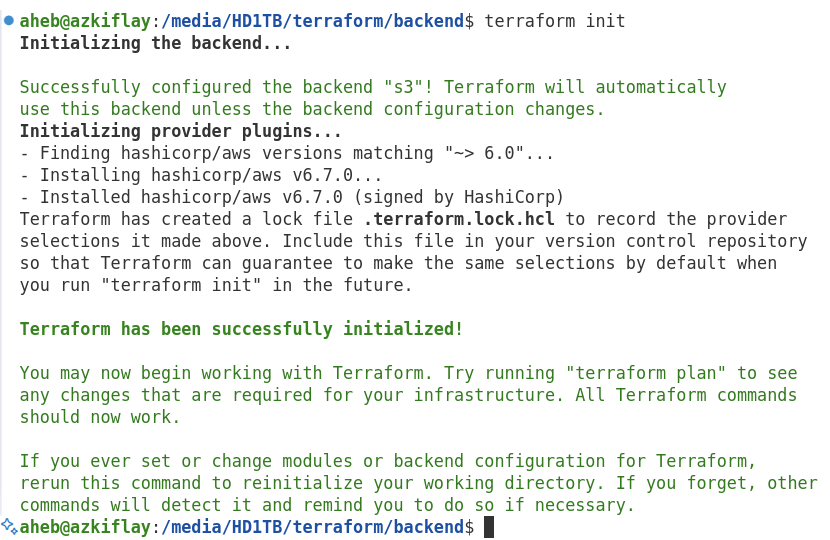 aheb@azkiflay:/media/HD1TB/terraform/backend$ terraform init
Initializing the backend...
Successfully configured the backend "s3"! Terraform will automatically
use this backend unless the backend configuration changes.
Initializing provider plugins...
- Finding hashicorp/aws versions matching "~> 6.0"...
- Installing hashicorp/aws v6.7.0...
- Installed hashicorp/aws v6.7.0 (signed by HashiCorp)
Terraform has created a lock file .terraform.lock.hcl to record the provider
selections it made above. Include this file in your version control repository
so that Terraform can guarantee to make the same selections by default when
you run "terraform init" in the future.
Terraform has been successfully initialized!
You may now begin working with Terraform. Try running "terraform plan" to see
any changes that are required for your infrastructure. All Terraform commands
should now work.
If you ever set or change modules or backend configuration for Terraform,
rerun this command to reinitialize your working directory. If you forget, other
commands will detect it and remind you to do so if necessary.
aheb@azkiflay:/media/HD1TB/terraform/backend$